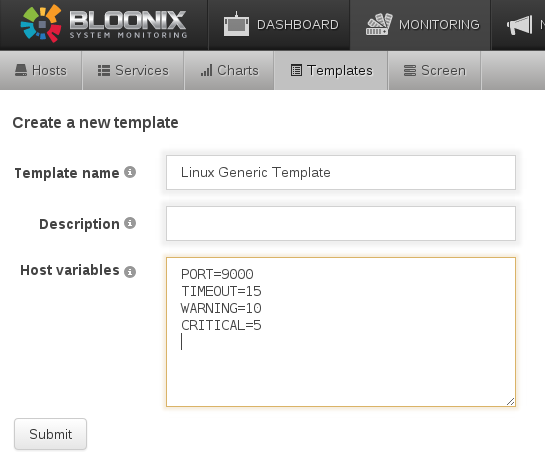 BLOONIX
SYSTEM MONITORING
DASHBOARD
MONITORING
Hosts
Services
Charts
Templates
Screen
Create a new template
Template name
Linux Generic Template
Description
Host variables
PORT=9000
TIMEOUT=15
WARNING=10
CRITICAL=5
Submit